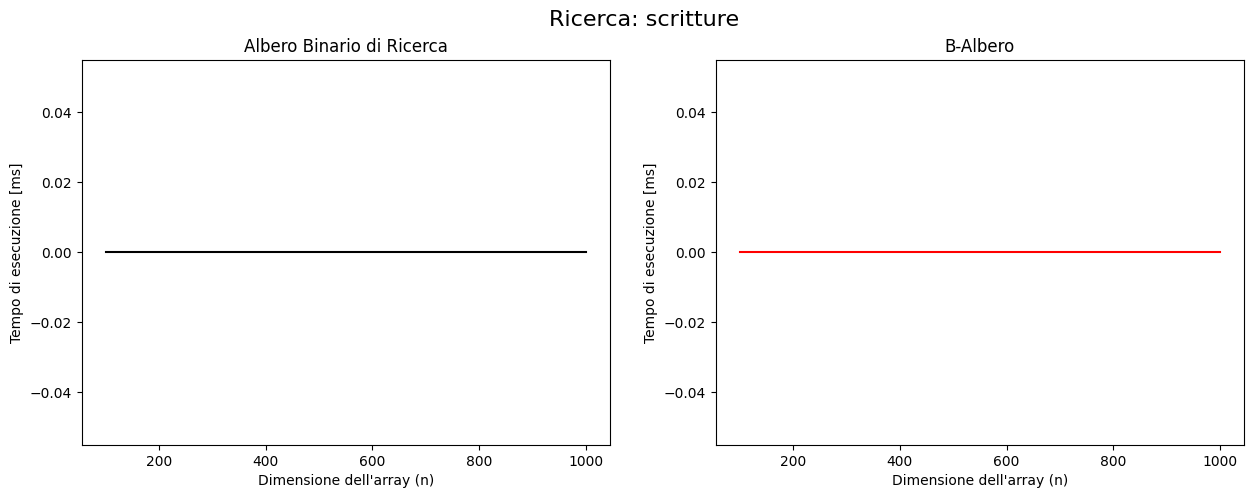 Ricerca: scritture
Albero Binario di Ricerca
0.04
0.02
0.00
−0.02
−0.04
Tempo di esecuzione [ms]
200 400 600 800 1000
Dimensione dell'array (n)
B-Albero
0.04
0.02
0.00
−0.02
−0.04
Tempo di esecuzione [ms]
200 400 600 800 1000
Dimensione dell'array (n)